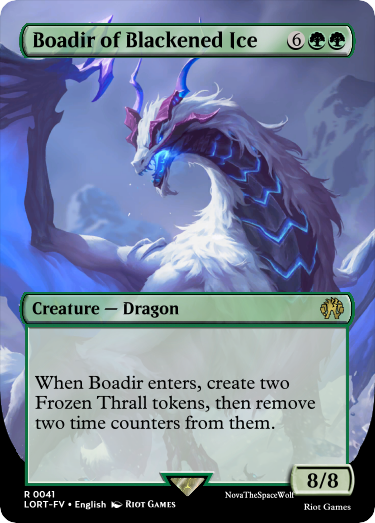 Boadir of Blackened Ice 6
Creature — Dragon
When Boadir enters, create two
Frozen Thrall tokens, then remove
two time counters from them.
8/8
R 0041
NovaTheSpaceWolf
LORT-FV • English Riot Games
Riot Games